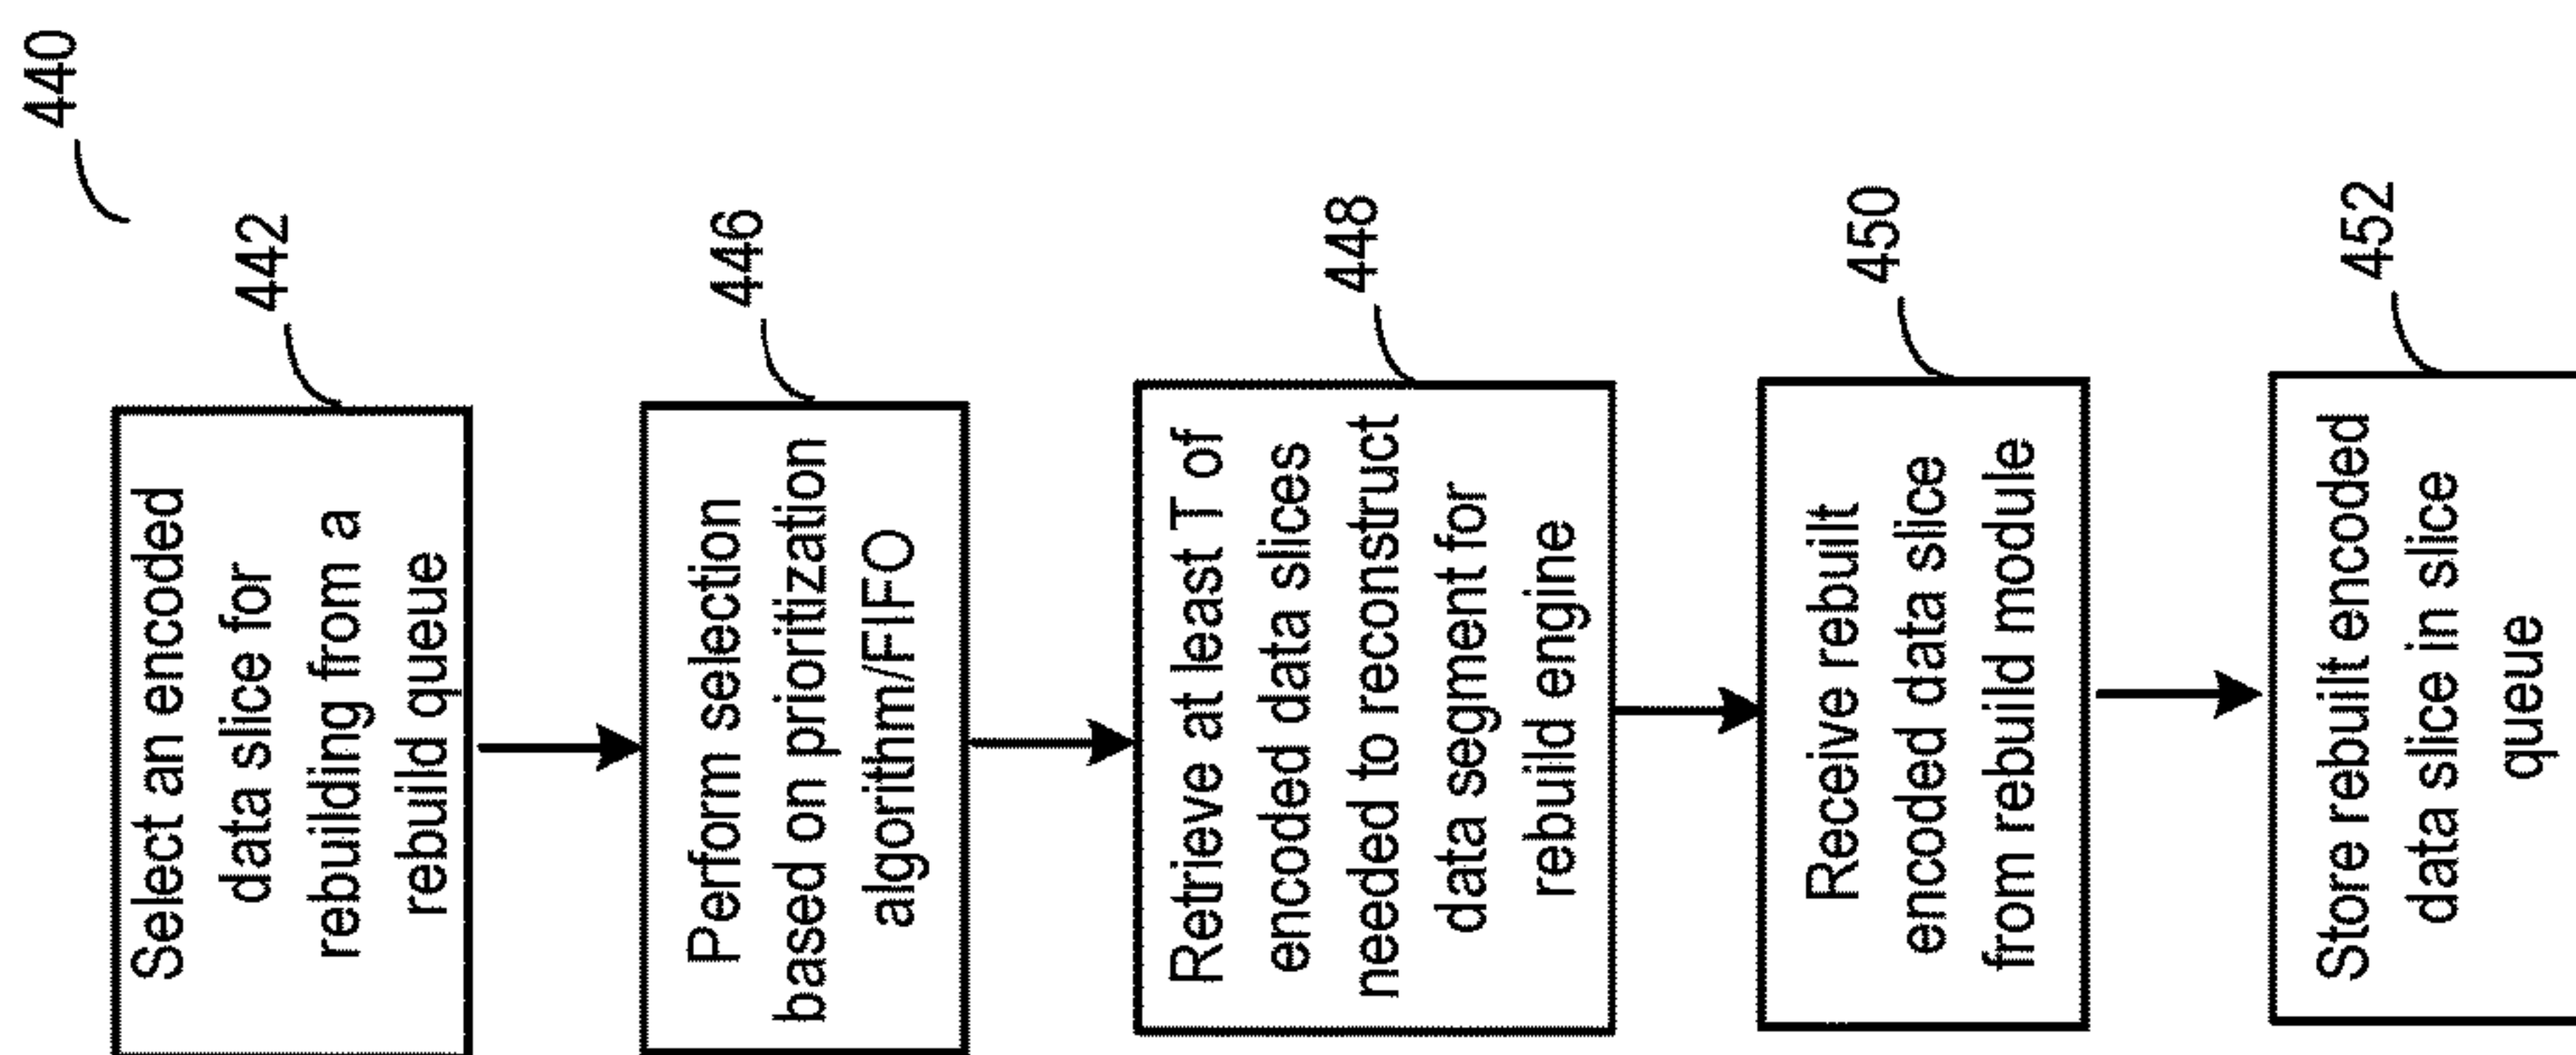 440
442
Select an encoded
data slice for
rebuilding from a
rebuild queue
446
Perform selection
based on prioritization
algorithm/FIFO
448
Retrieve at least T of
encoded data slices
needed to reconstruct
data segment for
rebuild engine
450
Receive rebuilt
encoded data slice
from rebuild module
452
Store rebuilt encoded
data slice in slice
queue